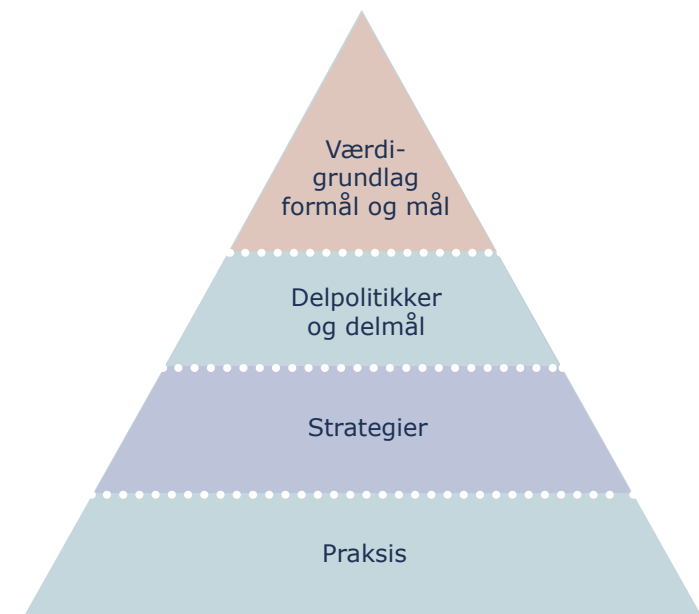 Værdi-
grundlag
formål og mål
Delpolitikker
og delmål
Strategier
Praksis